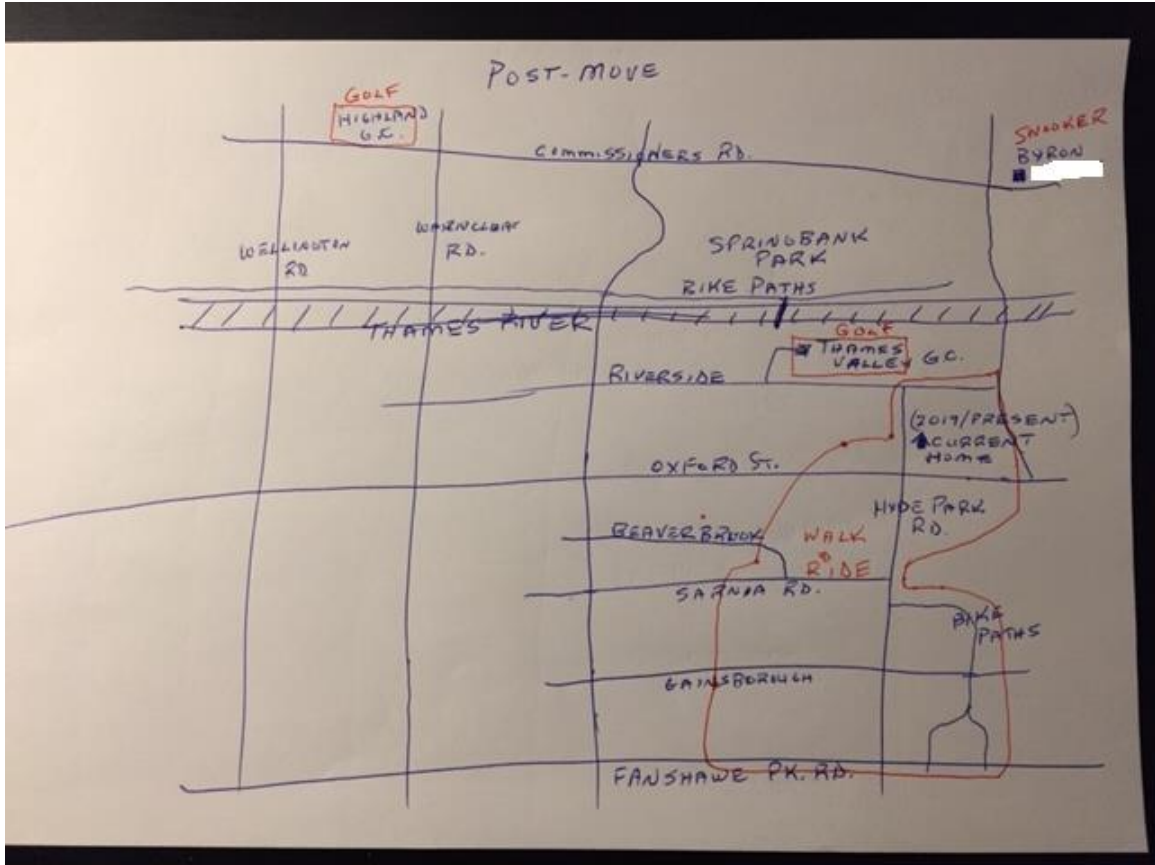 POST-MOVE
GOLF
HIGHLAND
G.C.
COMMISSIONERS RD.
SNOOKER
BYRON
WELLINGTON
RD
WARNCLIFF
RD.
SPRINGBANK
PARK
BIKE PATHS
THAMES RIVER
GOLF
THAMES
VALLEY G.C.
RIVERSIDE
(2019/PRESENT)
CURRENT
HOME
OXFORD ST.
HYDE PARK
RD.
BEAVERBROOK
WALK
RIDE
SARNIA RD.
BIKE
PATHS
GAINSBOROUGH
FANSHAWE PK. RD.